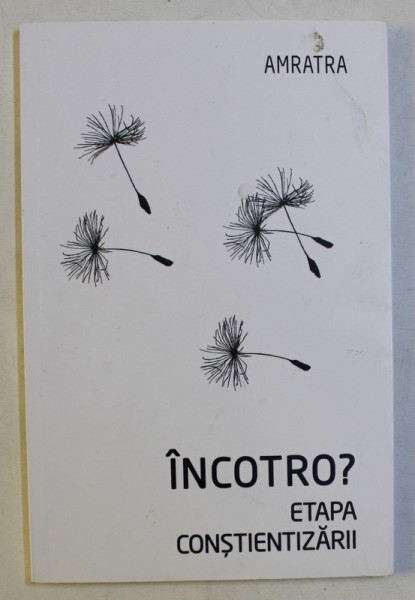 AMRATRA
ÎNCOTRO?
ETAPA
CONȘTIENTIZĂRII